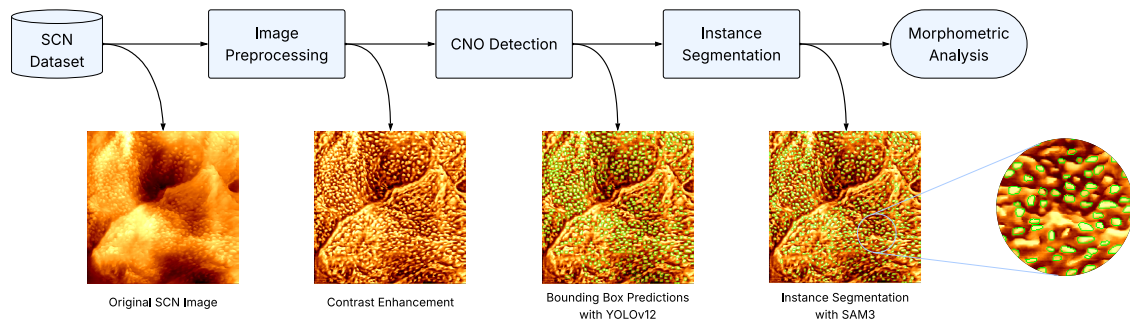 SCN
Dataset
Image
Preprocessing
CNO Detection
Instance
Segmentation
Morphometric
Analysis
Original SCN Image
Contrast Enhancement
Bounding Box Predictions
with YOLOv12
Instance Segmentation
with SAM3